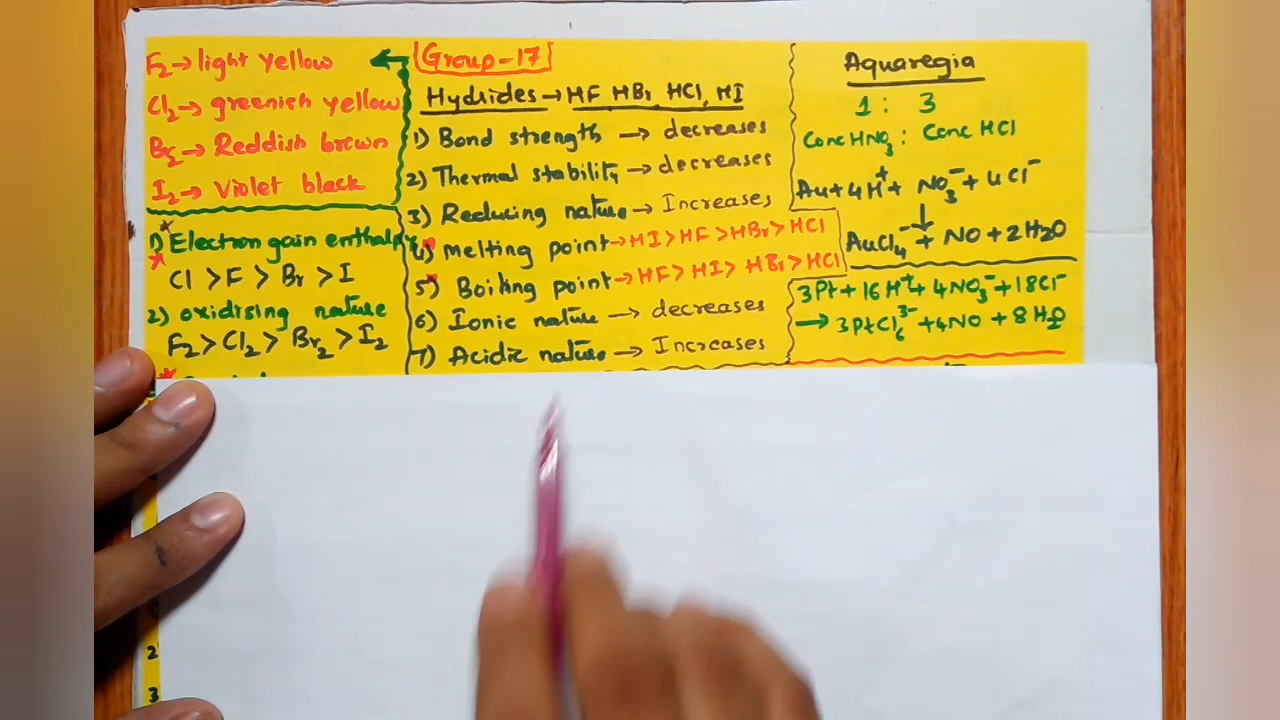 F₂→light yellow
Cl₂→greenish yellow
Br₂→Reddish brown
I₂→Violet black
1) Electron gain enthalpy
Cl > F > Br > I
2) oxidising nature
F₂ > Cl₂ > Br₂ > I₂
Group-17
Hydrides→HF HBr HCl, HI
1) Bond strength → decreases
2) Thermal stability → decreases
3) Reducing nature → Increases
4) melting point→HI>HF>HBr>HCl
5) Boiling point→HF>HI>HBr>HCl
6) Ionic nature → decreases
7) Acidic nature → Increases
Aquaregia
1 : 3
Conc HNO₃ : Conc HCl
Au+4H⁺+ NO₃⁻+4Cl⁻
↓
AuCl₄⁻+ NO+2H₂O
3Pt+16H⁺+4NO₃⁻+18Cl⁻
→3PtCl₆³⁻+4NO+8H₂O
2
3